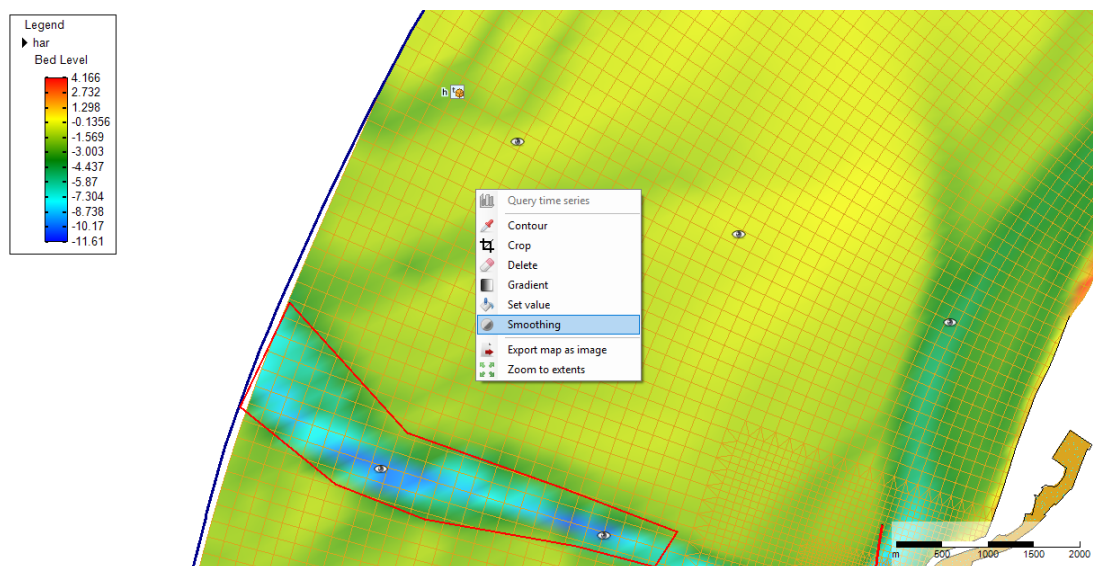 Legend
har
Bed Level
4.166
2.732
1.298
-0.1356
-1.569
-3.003
-4.437
-5.87
-7.304
-8.738
-10.17
-11.61
h
Query time series
Contour
Crop
Delete
Gradient
Set value
Smoothing
Export map as image
Zoom to extents
m 500 1000 1500 2000